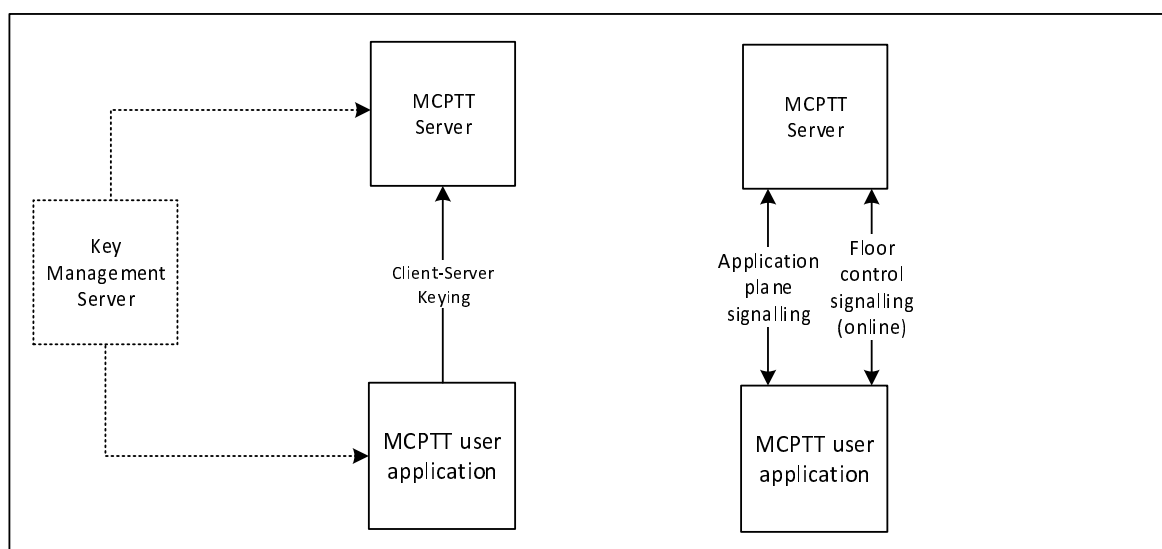 MCPTT
Server
Key
Management
Server
Client-Server
Keying
MCPTT user
application
MCPTT
Server
Application
plane
signalling
Floor
control
signalling
(online)
MCPTT user
application